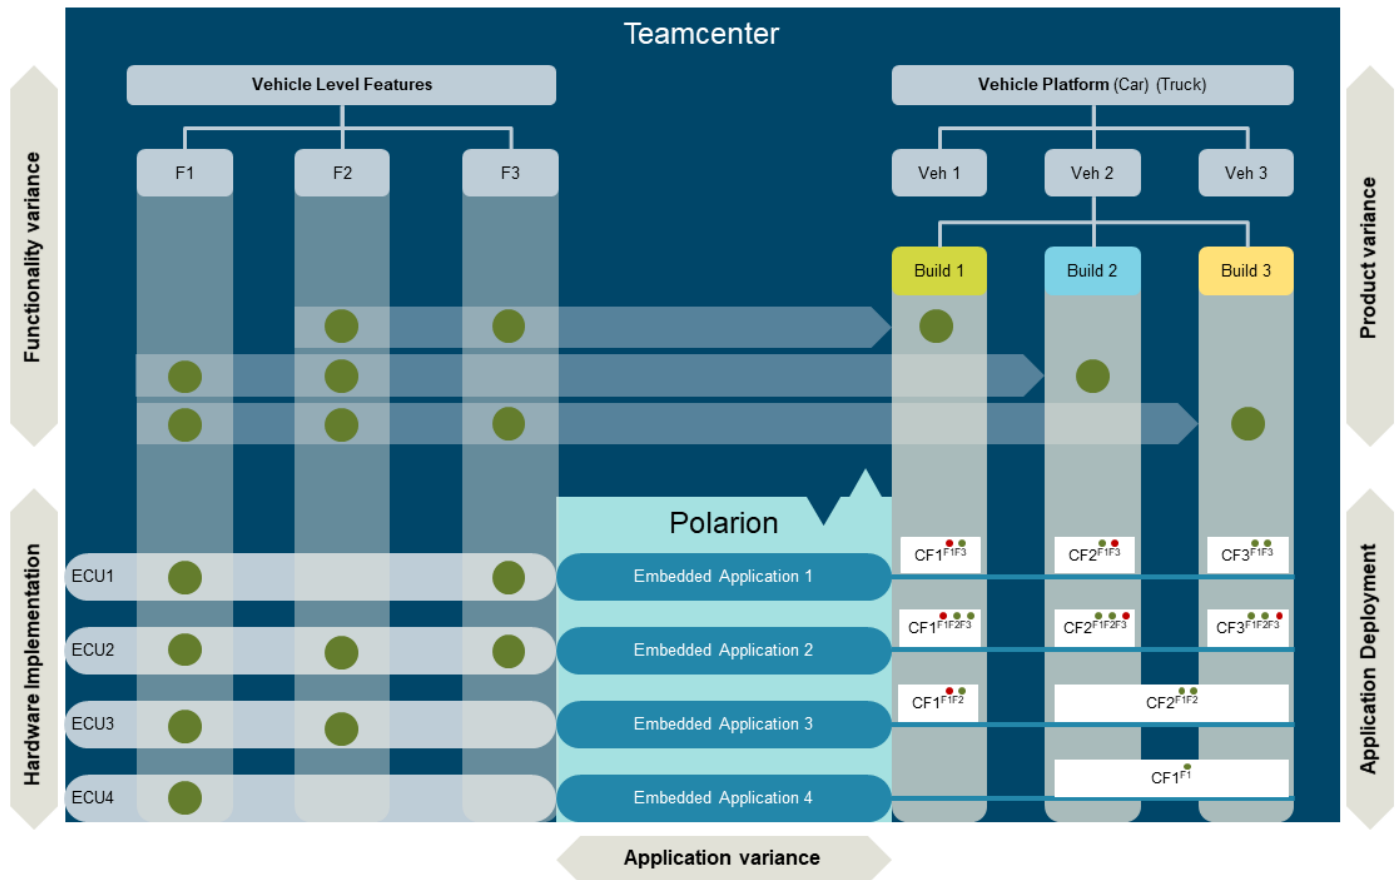 Teamcenter
Vehicle Level Features
Vehicle Platform (Car) (Truck)
F1
F2
F3
Veh 1
Veh 2
Veh 3
Build 1
Build 2
Build 3
Functionality variance
Product variance
Polarion
ECU1
Embedded Application 1
CF1F1F3
CF2F1F3
CF3F1F3
ECU2
Embedded Application 2
CF1F1F2F3
CF2F1F2F3
CF3F1F2F3
ECU3
Embedded Application 3
CF1F1F2
CF2F1F2
ECU4
Embedded Application 4
CF1F1
Hardware Implementation
Application Deployment
Application variance